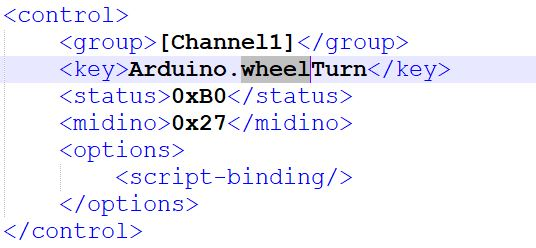 <control>
<group>[Channel1]</group>
<key>Arduino.wheelTurn</key>
<status>0xB0</status>
<midino>0x27</midino>
<options>
<script-binding/>
</options>
</control>